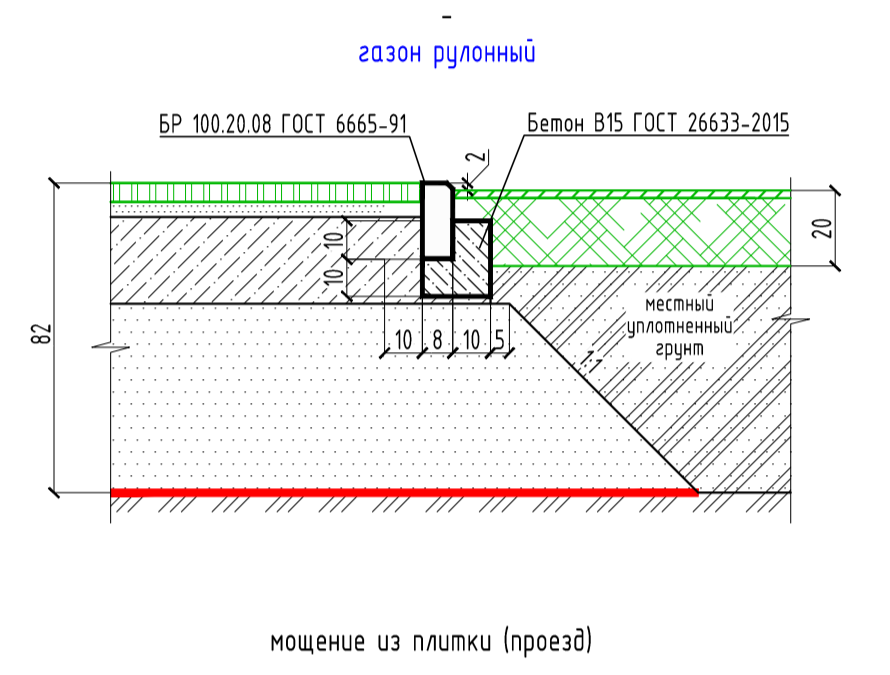 -
газон рулонный
БР 100.20.08 ГОСТ 6665-91
Бетон В15 ГОСТ 26633-2015
2
20
10
10
82
местный
уплотненный
грунт
10 8 10 5
1:1
мощение из плитки (проезд)